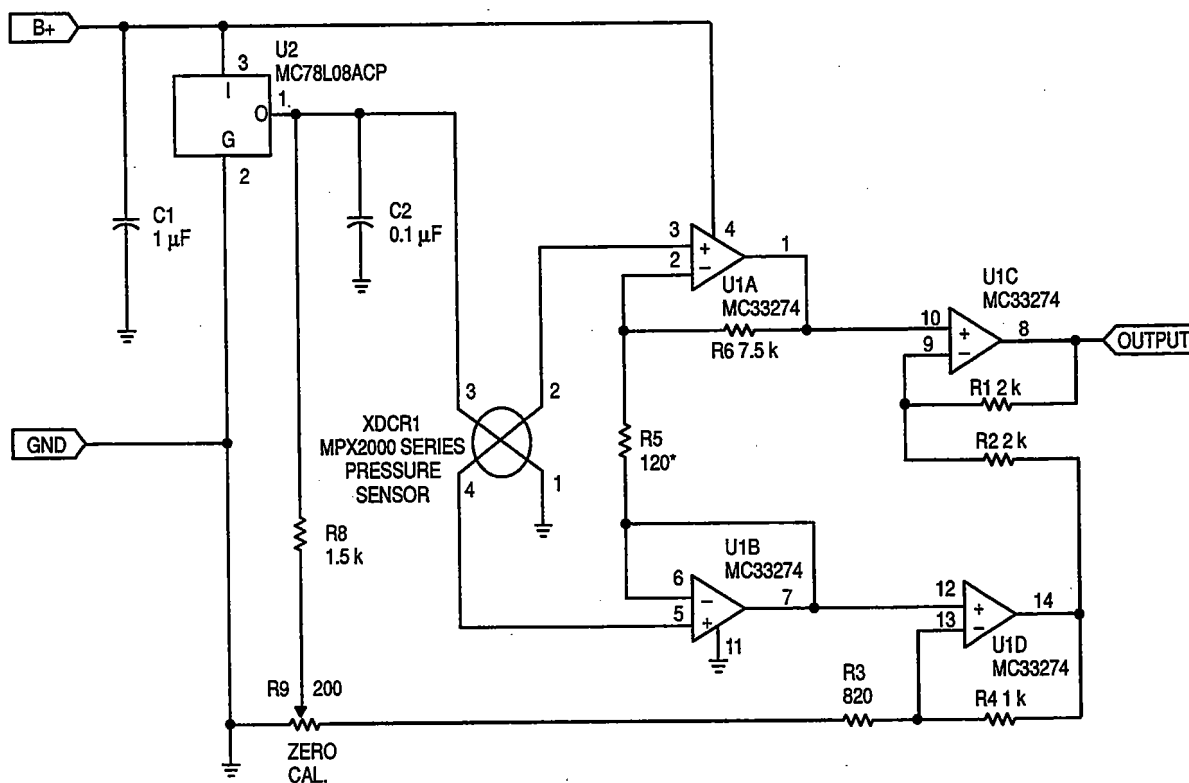 B+
U2
MC78L08ACP
3
I
1
O
G
2
C1
1 µF
C2
0.1 µF
3
4
+
2
−
1
U1A
MC33274
R6 7.5 k
U1C
MC33274
10
+
9
−
8
OUTPUT
R1 2 k
R2 2 k
GND
XDCR1
MPX2000 SERIES
PRESSURE
SENSOR
3
2
4
1
R5
120*
R8
1.5 k
U1B
MC33274
6
−
5
+
7
11
12
+
13
−
14
U1D
MC33274
R3
820
R4 1 k
R9
200
ZERO
CAL.